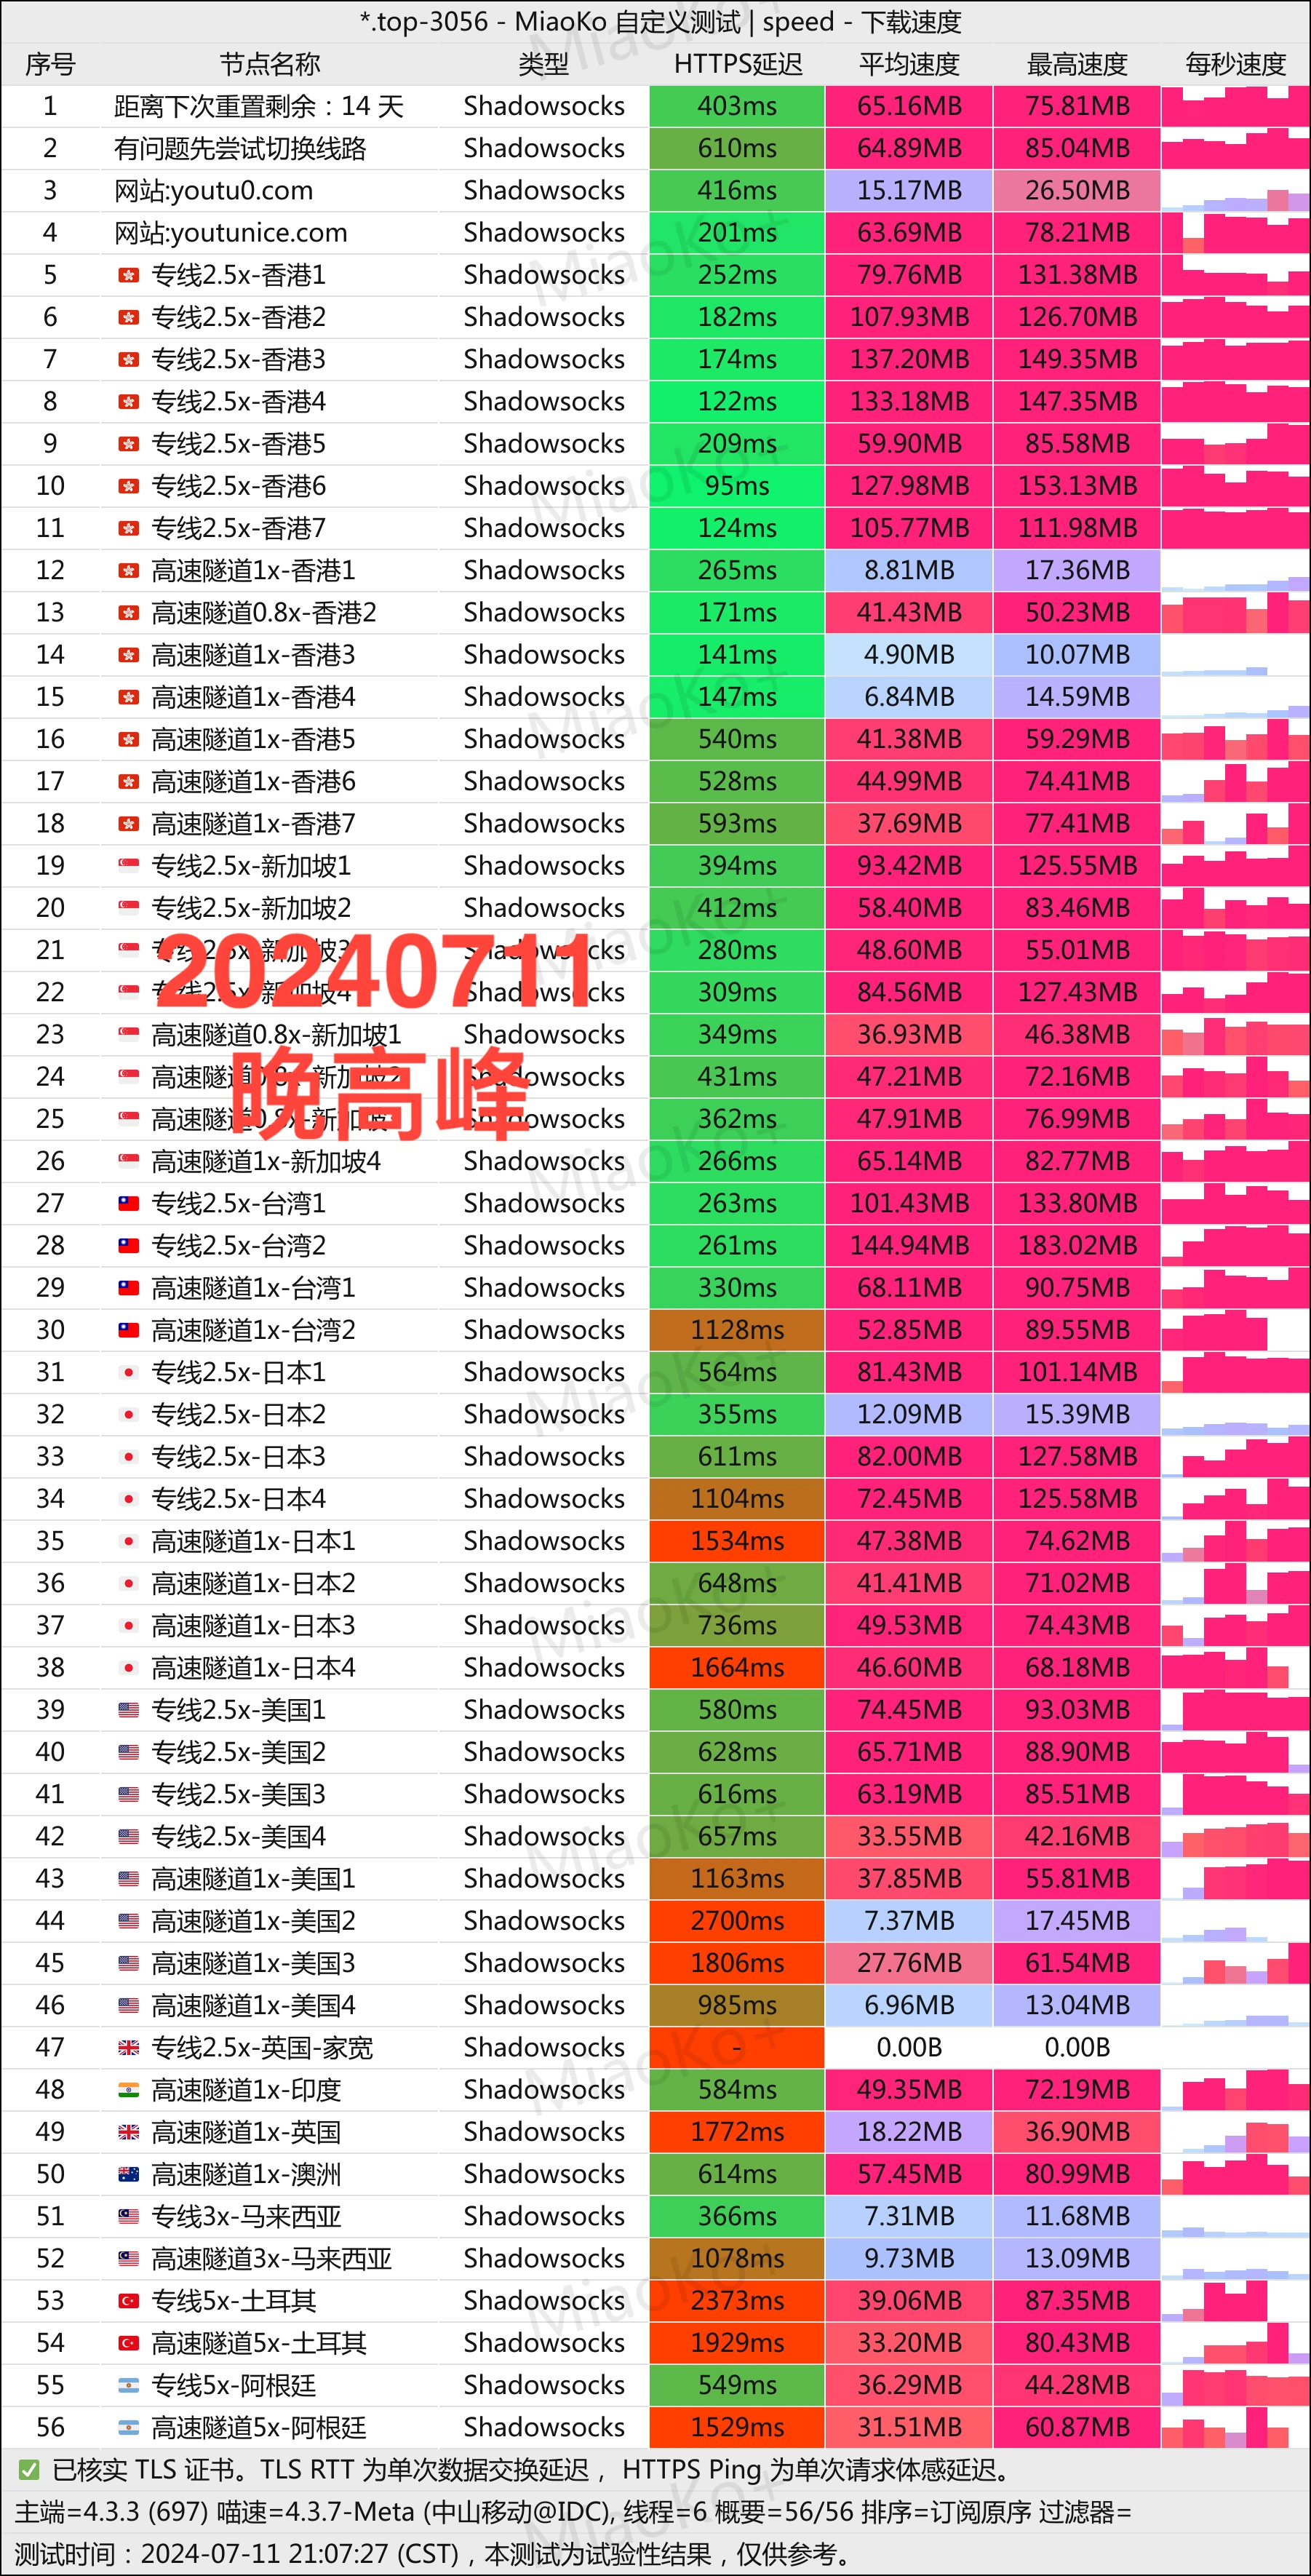 *.top-3056 - MiaoKo 自定义测试 | speed - 下载速度
序号 节点名称 类型 HTTPS延迟 平均速度 最高速度 每秒速度
1 距离下次重置剩余：14 天 Shadowsocks 403ms 65.16MB 75.81MB
2 有问题先尝试切换线路 Shadowsocks 610ms 64.89MB 85.04MB
3 网站:youtu0.com Shadowsocks 416ms 15.17MB 26.50MB
4 网站:youtunice.com Shadowsocks 201ms 63.69MB 78.21MB
5 专线2.5x-香港1 Shadowsocks 252ms 79.76MB 131.38MB
6 专线2.5x-香港2 Shadowsocks 182ms 107.93MB 126.70MB
7 专线2.5x-香港3 Shadowsocks 174ms 137.20MB 149.35MB
8 专线2.5x-香港4 Shadowsocks 122ms 133.18MB 147.35MB
9 专线2.5x-香港5 Shadowsocks 209ms 59.90MB 85.58MB
10 专线2.5x-香港6 Shadowsocks 95ms 127.98MB 153.13MB
11 专线2.5x-香港7 Shadowsocks 124ms 105.77MB 111.98MB
12 高速隧道1x-香港1 Shadowsocks 265ms 8.81MB 17.36MB
13 高速隧道0.8x-香港2 Shadowsocks 171ms 41.43MB 50.23MB
14 高速隧道1x-香港3 Shadowsocks 141ms 4.90MB 10.07MB
15 高速隧道1x-香港4 Shadowsocks 147ms 6.84MB 14.59MB
16 高速隧道1x-香港5 Shadowsocks 540ms 41.38MB 59.29MB
17 高速隧道1x-香港6 Shadowsocks 528ms 44.99MB 74.41MB
18 高速隧道1x-香港7 Shadowsocks 593ms 37.69MB 77.41MB
19 专线2.5x-新加坡1 Shadowsocks 394ms 93.42MB 125.55MB
20 专线2.5x-新加坡2 Shadowsocks 412ms 58.40MB 83.46MB
21 专线2.5x-新加坡3 Shadowsocks 280ms 48.60MB 55.01MB
20240711
22 专线2.5x-新加坡4 Shadowsocks 309ms 84.56MB 127.43MB
23 高速隧道0.8x-新加坡1 Shadowsocks 349ms 36.93MB 46.38MB
24 高速隧道0.8x-新加坡2 Shadowsocks 431ms 47.21MB 72.16MB
晚高峰
25 高速隧道0.8x-新加坡 Shadowsocks 362ms 47.91MB 76.99MB
26 高速隧道1x-新加坡4 Shadowsocks 266ms 65.14MB 82.77MB
27 专线2.5x-台湾1 Shadowsocks 263ms 101.43MB 133.80MB
28 专线2.5x-台湾2 Shadowsocks 261ms 144.94MB 183.02MB
29 高速隧道1x-台湾1 Shadowsocks 330ms 68.11MB 90.75MB
30 高速隧道1x-台湾2 Shadowsocks 1128ms 52.85MB 89.55MB
31 专线2.5x-日本1 Shadowsocks 564ms 81.43MB 101.14MB
32 专线2.5x-日本2 Shadowsocks 355ms 12.09MB 15.39MB
33 专线2.5x-日本3 Shadowsocks 611ms 82.00MB 127.58MB
34 专线2.5x-日本4 Shadowsocks 1104ms 72.45MB 125.58MB
35 高速隧道1x-日本1 Shadowsocks 1534ms 47.38MB 74.62MB
36 高速隧道1x-日本2 Shadowsocks 648ms 41.41MB 71.02MB
37 高速隧道1x-日本3 Shadowsocks 736ms 49.53MB 74.43MB
38 高速隧道1x-日本4 Shadowsocks 1664ms 46.60MB 68.18MB
39 专线2.5x-美国1 Shadowsocks 580ms 74.45MB 93.03MB
40 专线2.5x-美国2 Shadowsocks 628ms 65.71MB 88.90MB
41 专线2.5x-美国3 Shadowsocks 616ms 63.19MB 85.51MB
42 专线2.5x-美国4 Shadowsocks 657ms 33.55MB 42.16MB
43 高速隧道1x-美国1 Shadowsocks 1163ms 37.85MB 55.81MB
44 高速隧道1x-美国2 Shadowsocks 2700ms 7.37MB 17.45MB
45 高速隧道1x-美国3 Shadowsocks 1806ms 27.76MB 61.54MB
46 高速隧道1x-美国4 Shadowsocks 985ms 6.96MB 13.04MB
47 专线2.5x-英国-家宽 Shadowsocks - 0.00B 0.00B
48 高速隧道1x-印度 Shadowsocks 584ms 49.35MB 72.19MB
49 高速隧道1x-英国 Shadowsocks 1772ms 18.22MB 36.90MB
50 高速隧道1x-澳洲 Shadowsocks 614ms 57.45MB 80.99MB
51 专线3x-马来西亚 Shadowsocks 366ms 7.31MB 11.68MB
52 高速隧道3x-马来西亚 Shadowsocks 1078ms 9.73MB 13.09MB
53 专线5x-土耳其 Shadowsocks 2373ms 39.06MB 87.35MB
54 高速隧道5x-土耳其 Shadowsocks 1929ms 33.20MB 80.43MB
55 专线5x-阿根廷 Shadowsocks 549ms 36.29MB 44.28MB
56 高速隧道5x-阿根廷 Shadowsocks 1529ms 31.51MB 60.87MB
✅ 已核实 TLS 证书。TLS RTT 为单次数据交换延迟， HTTPS Ping 为单次请求体感延迟。
主端=4.3.3 (697) 喵速=4.3.7-Meta (中山移动@IDC), 线程=6 概要=56/56 排序=订阅原序 过滤器=
测试时间：2024-07-11 21:07:27 (CST)，本测试为试验性结果，仅供参考。